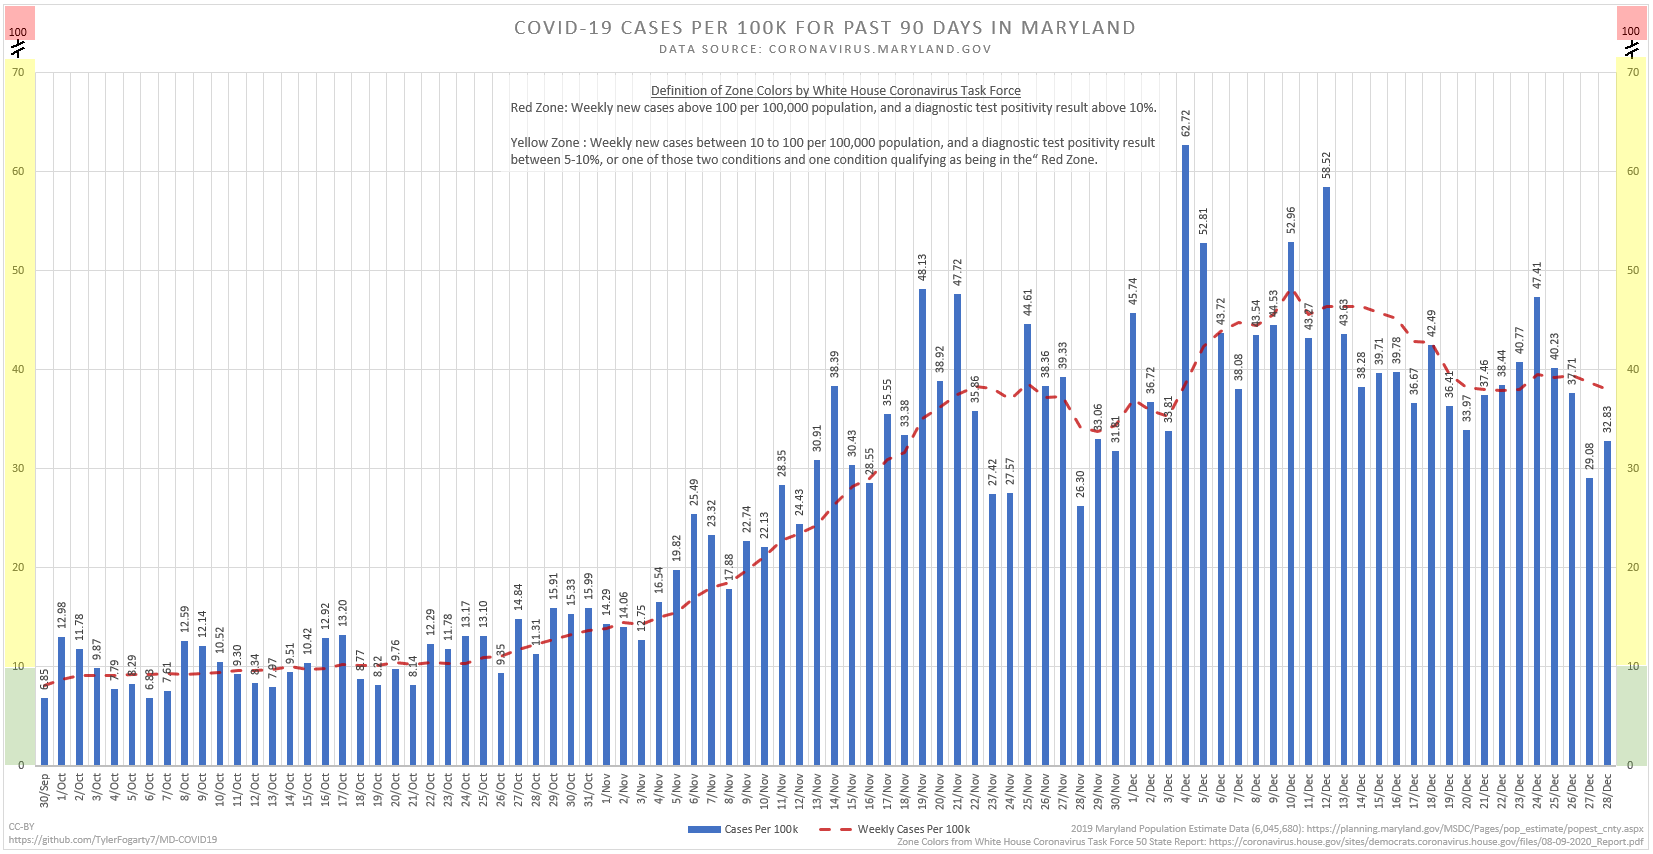 COVID-19 CASES PER 100K FOR PAST 90 DAYS IN MARYLAND
DATA SOURCE: CORONAVIRUS.MARYLAND.GOV
100
100
Definition of Zone Colors by White House Coronavirus Task Force
Red Zone: Weekly new cases above 100 per 100,000 population, and a diagnostic test positivity result above 10%.
Yellow Zone : Weekly new cases between 10 to 100 per 100,000 population, and a diagnostic test positivity result
between 5-10%, or one of those two conditions and one condition qualifying as being in the“ Red Zone.
70
60
50
40
30
20
10
0
70
60
50
40
30
20
10
0
6.85
12.98
11.78
9.87
7.79
8.29
6.83
7.61
12.59
12.14
10.52
9.30
8.34
7.97
9.51
10.42
12.92
13.20
8.77
8.22
9.76
8.14
12.29
11.78
13.17
13.10
9.35
14.84
11.31
15.91
15.33
15.99
14.29
14.06
12.75
16.54
19.82
25.49
23.32
17.88
22.74
22.13
28.35
24.43
30.91
38.39
30.43
28.55
35.55
33.38
48.13
38.92
47.72
35.86
27.42
27.57
44.61
38.36
39.33
26.30
33.06
31.81
45.74
36.72
33.81
62.72
52.81
43.72
38.08
43.54
44.53
52.96
43.27
58.52
43.63
38.28
39.71
39.78
36.67
42.49
36.41
33.97
37.46
38.44
40.77
47.41
40.23
37.71
29.08
32.83
30/Sep
1/Oct
2/Oct
3/Oct
4/Oct
5/Oct
6/Oct
7/Oct
8/Oct
9/Oct
10/Oct
11/Oct
12/Oct
13/Oct
14/Oct
15/Oct
16/Oct
17/Oct
18/Oct
19/Oct
20/Oct
21/Oct
22/Oct
23/Oct
24/Oct
25/Oct
26/Oct
27/Oct
28/Oct
29/Oct
30/Oct
31/Oct
1/Nov
2/Nov
3/Nov
4/Nov
5/Nov
6/Nov
7/Nov
8/Nov
9/Nov
10/Nov
11/Nov
12/Nov
13/Nov
14/Nov
15/Nov
16/Nov
17/Nov
18/Nov
19/Nov
20/Nov
21/Nov
22/Nov
23/Nov
24/Nov
25/Nov
26/Nov
27/Nov
28/Nov
29/Nov
30/Nov
1/Dec
2/Dec
3/Dec
4/Dec
5/Dec
6/Dec
7/Dec
8/Dec
9/Dec
10/Dec
11/Dec
12/Dec
13/Dec
14/Dec
15/Dec
16/Dec
17/Dec
18/Dec
19/Dec
20/Dec
21/Dec
22/Dec
23/Dec
24/Dec
25/Dec
26/Dec
27/Dec
28/Dec
CC-BY
https://github.com/TylerFogarty7/MD-COVID19
Cases Per 100k
Weekly Cases Per 100k
2019 Maryland Population Estimate Data (6,045,680): https://planning.maryland.gov/MSDC/Pages/pop_estimate/popest_cnty.aspx
Zone Colors from White House Coronavirus Task Force 50 State Report: https://coronavirus.house.gov/sites/democrats.coronavirus.house.gov/files/08-09-2020_Report.pdf